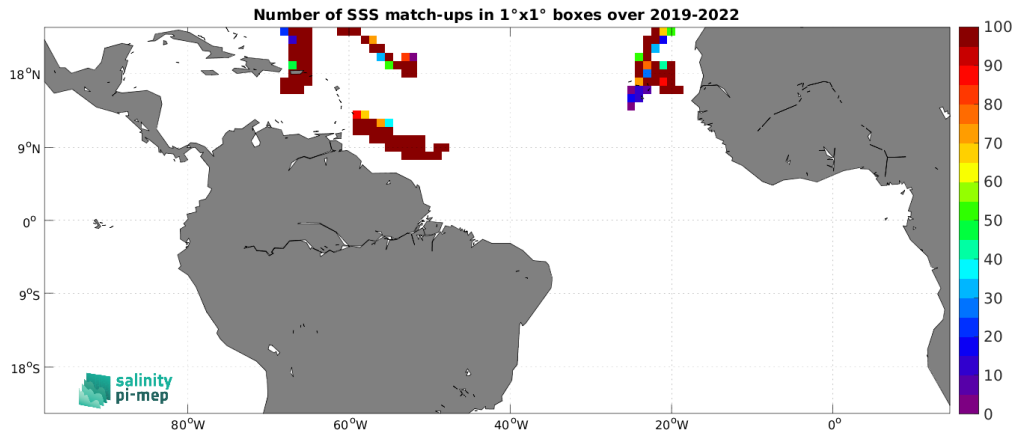 Number of SSS match-ups in 1°x1° boxes over 2019-2022
18°N
9°N
0°
9°S
18°S
80°W
60°W
40°W
20°W
0°
100
90
80
70
60
50
40
30
20
10
0
salinity
pi-mep